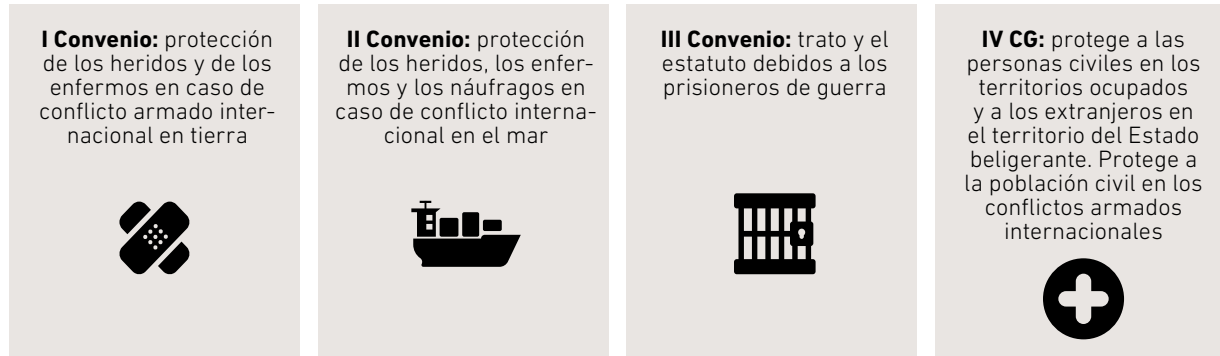 I Convenio: protección
de los heridos y de los
enfermos en caso de
conflicto armado inter-
nacional en tierra
II Convenio: protección
de los heridos, los enfer-
mos y los náufragos en
caso de conflicto interna-
cional en el mar
III Convenio: trato y el
estatuto debidos a los
prisioneros de guerra
IV CG: protege a las
personas civiles en los
territorios ocupados
y a los extranjeros en
el territorio del Estado
beligerante. Protege a
la población civil en los
conflictos armados
internacionales